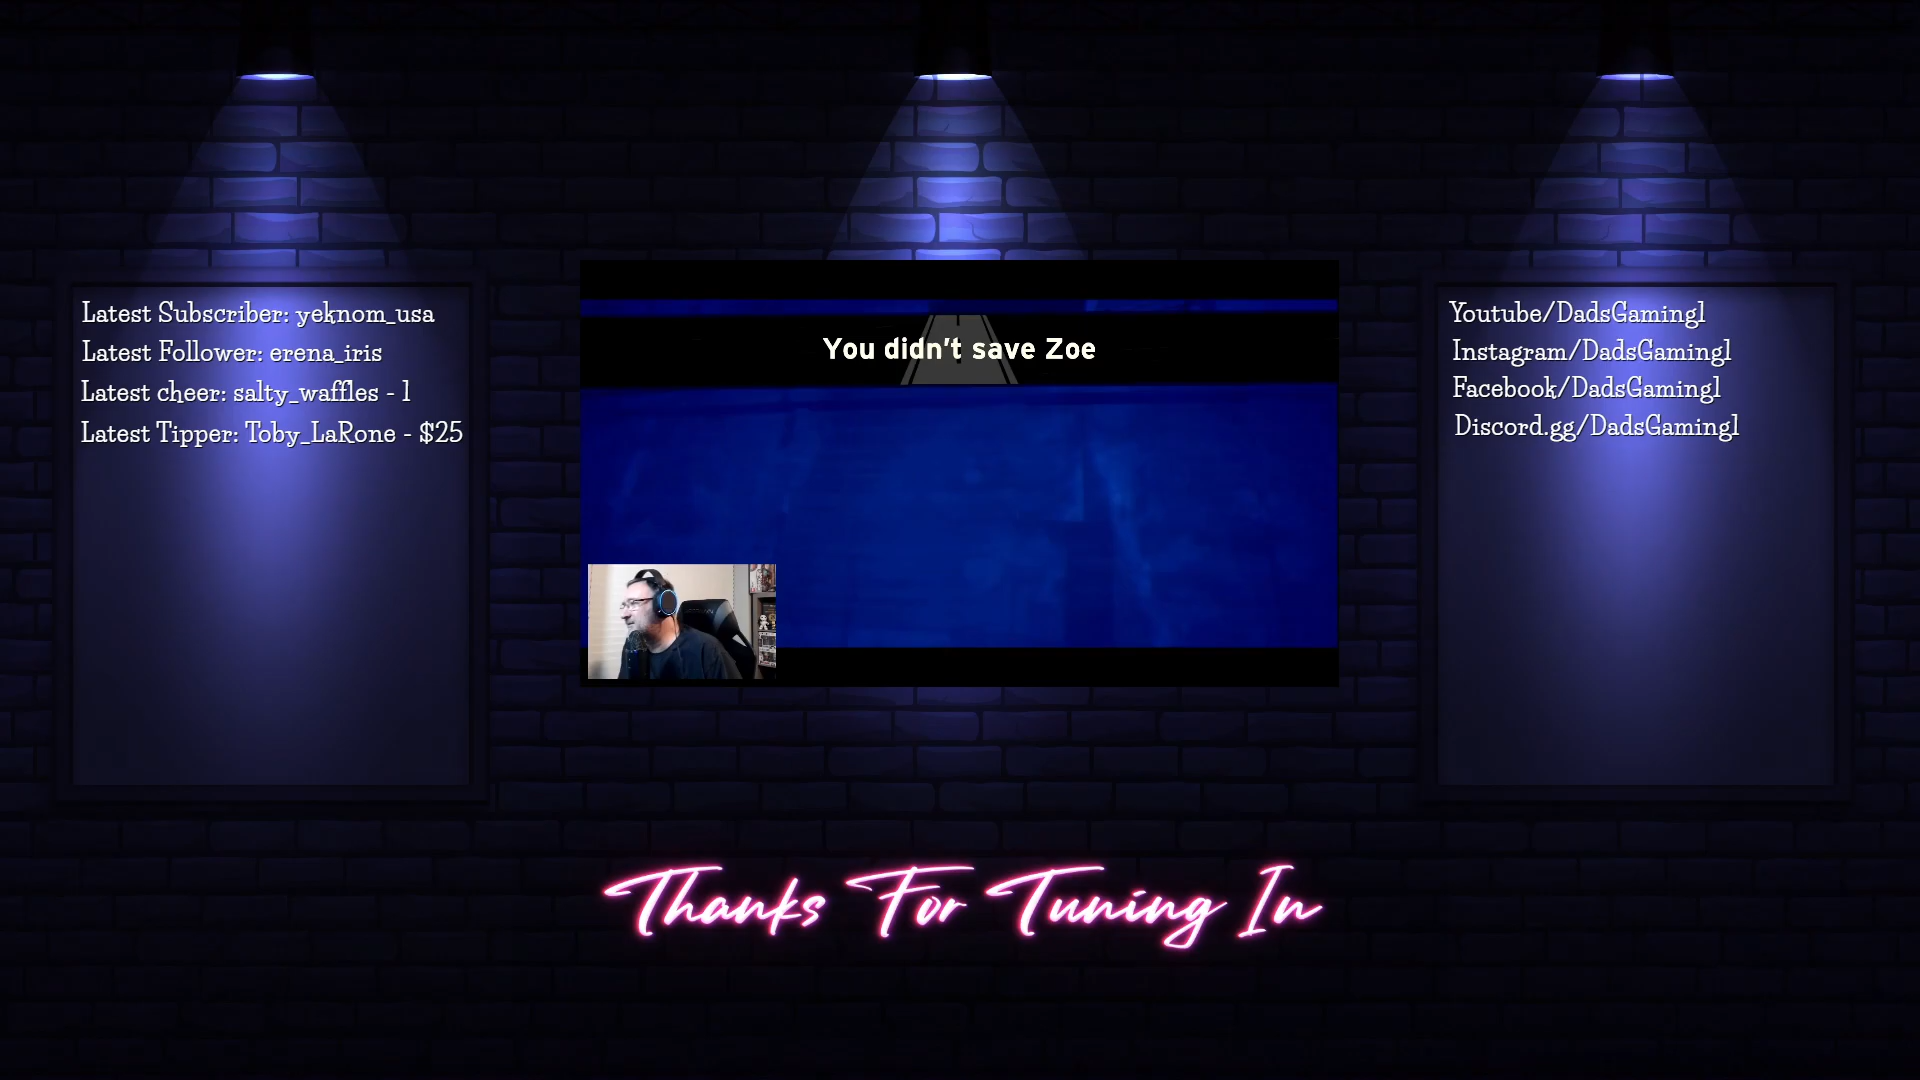 Latest Subscriber: yeknom_usa
Latest Follower: erena_iris
Latest cheer: salty_waffles - 1
Latest Tipper: Toby_LaRone - $25
You didn't save Zoe
Youtube/DadsGaming1
Instagram/DadsGaming1
Facebook/DadsGaming1
Discord.gg/DadsGaming1
Thanks For Tuning In